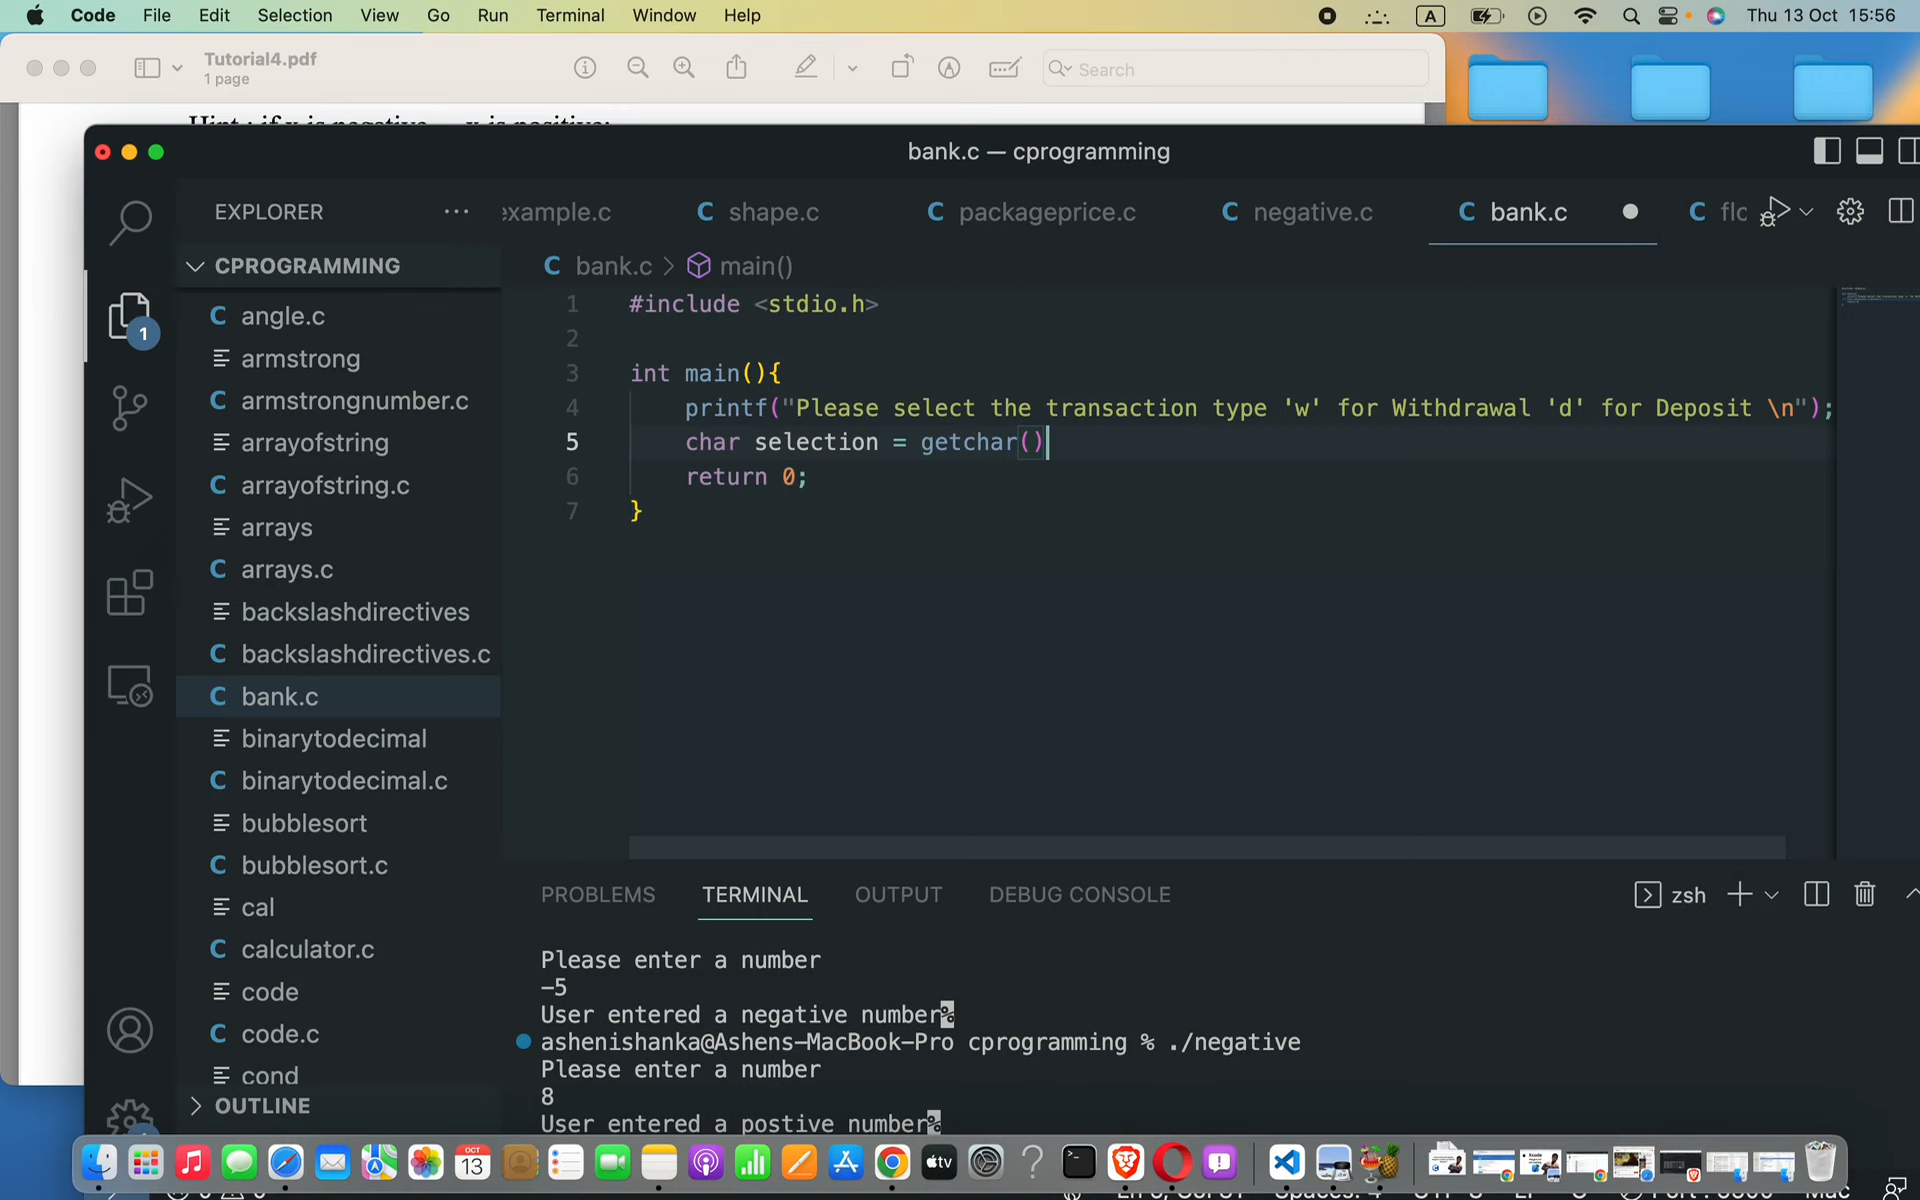 Code File Edit Selection View Go Run Terminal Window Help A Thu 13 Oct 15:56
Tutorial4.pdf
1 page
Search
bank.c — cprogramming
EXPLORER
example.c shape.c packageprice.c negative.c bank.c
CPROGRAMMING
bank.c > main()
angle.c
armstrong
armstrongnumber.c
arrayofstring
arrayofstring.c
arrays
arrays.c
backslashdirectives
backslashdirectives.c
bank.c
binarytodecimal
binarytodecimal.c
bubblesort
bubblesort.c
cal
calculator.c
code
code.c
cond
OUTLINE
1 #include <stdio.h>
2
3 int main(){
4 printf("Please select the transaction type 'w' for Withdrawal 'd' for Deposit \n");
5 char selection = getchar()
6 return 0;
7 }
PROBLEMS TERMINAL OUTPUT DEBUG CONSOLE zsh
Please enter a number
-5
User entered a negative number%
ashenishanka@Ashens-MacBook-Pro cprogramming % ./negative
Please enter a number
8
User entered a postive number%
OCT
13
tv